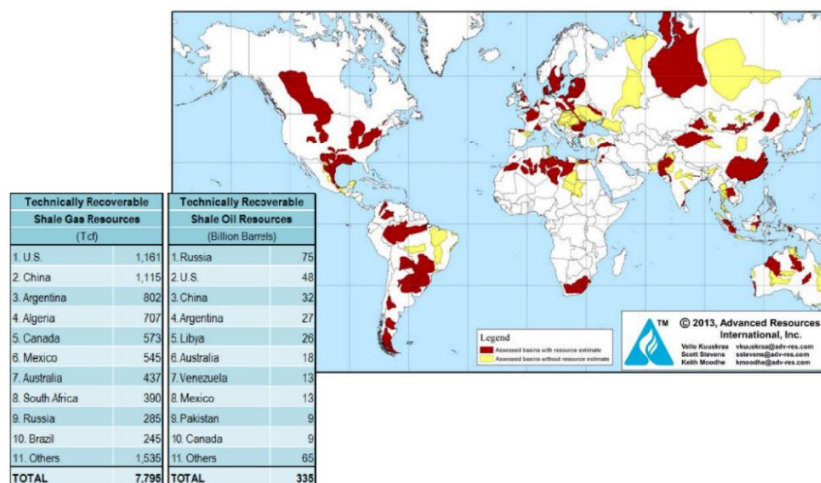 Technically Recoverable
Shale Gas Resources
(Tcf)
1. U.S. 1,161
2. China 1,115
3. Argentina 802
4. Algeria 707
5. Canada 573
6. Mexico 545
7. Australia 437
8. South Africa 390
9. Russia 285
10. Brazil 245
11. Others 1,535
TOTAL 7,795
Technically Recoverable
Shale Oil Resources
(Billion Barrels)
1. Russia 75
2. U.S. 48
3. China 32
4. Argentina 27
5. Libya 26
6. Australia 18
7. Venezuela 13
8. Mexico 13
9. Pakistan 9
10. Canada 9
11. Others 65
TOTAL 335
Legend
Assessed basins with resource estimate
Assessed basins without resource estimate
TM
© 2013, Advanced Resources
International, Inc.
Vello Kuuskraa vkuuskraa@adv-res.com
Scott Stevens sstevens@adv-res.com
Keith Moodhe kmoodhe@adv-res.com